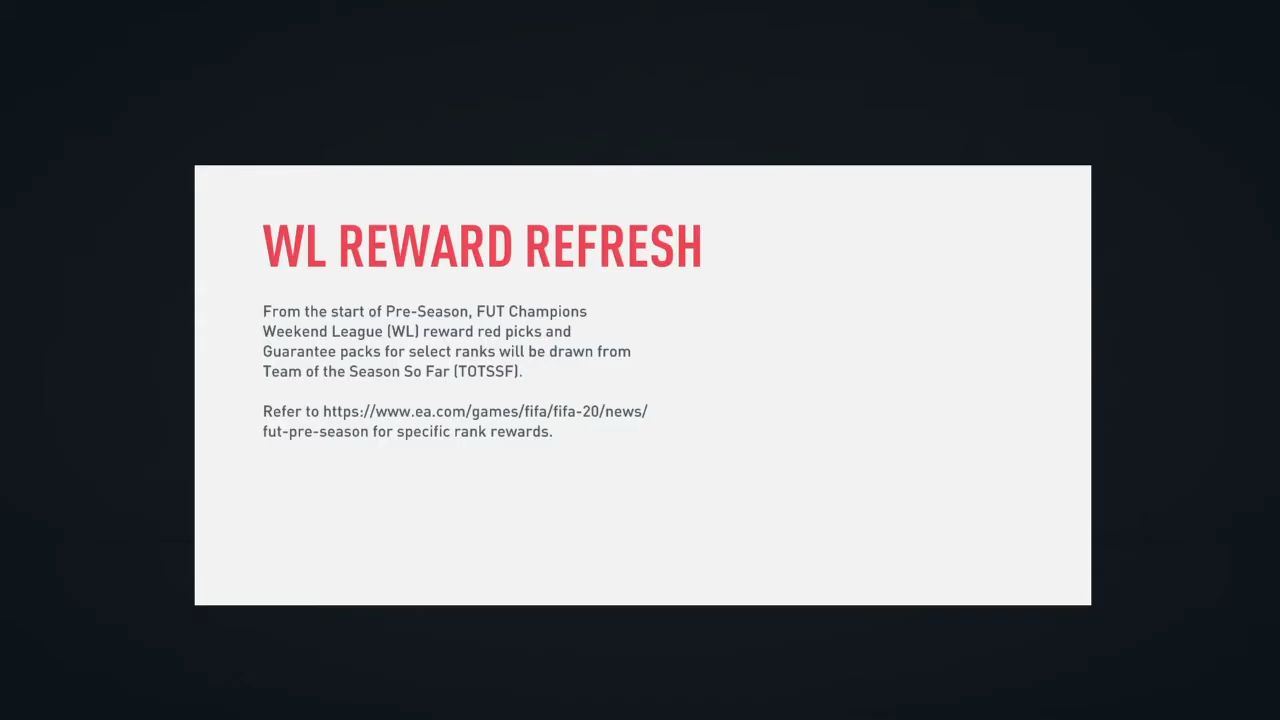 WL REWARD REFRESH
From the start of Pre-Season, FUT Champions
Weekend League (WL) reward red picks and
Guarantee packs for select ranks will be drawn from
Team of the Season So Far (TOTSSF).
Refer to https://www.ea.com/games/fifa/fifa-20/news/
fut-pre-season for specific rank rewards.